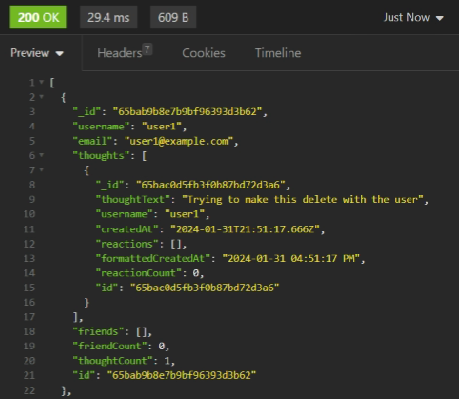 200 OK 29.4 ms 609 B Just Now
Preview Headers 7 Cookies Timeline
1 [
2 {
3 "_id": "65bab9b8e7b9bf96393d3b62",
4 "username": "user1",
5 "email": "user1@example.com",
6 "thoughts": [
7 {
8 "_id": "65bac0d5fb3f0b87bd72d3a6",
9 "thoughtText": "Trying to make this delete with the user",
10 "username": "user1",
11 "createdAt": "2024-01-31T21:51:17.666Z",
12 "reactions": [],
13 "formattedCreatedAt": "2024-01-31 04:51:17 PM",
14 "reactionCount": 0,
15 "id": "65bac0d5fb3f0b87bd72d3a6"
16 }
17 ],
18 "friends": [],
19 "friendCount": 0,
20 "thoughtCount": 1,
21 "id": "65bab9b8e7b9bf96393d3b62"
22 },